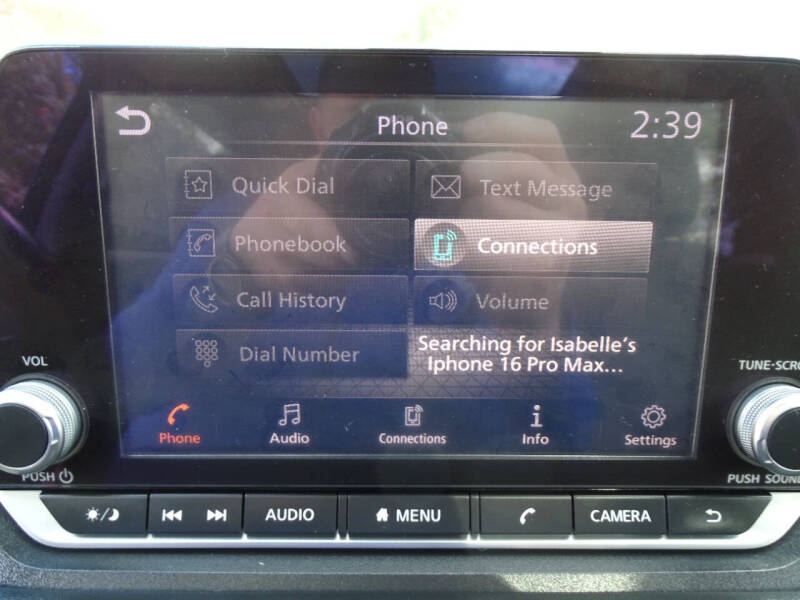 Phone
2:39
Quick Dial
Text Message
Phonebook
Connections
Call History
Volume
Dial Number
Searching for Isabelle's
Iphone 16 Pro Max...
VOL
TUNE·SCRO
Phone
Audio
Connections
Info
Settings
PUSH
PUSH SOUND
AUDIO
MENU
CAMERA